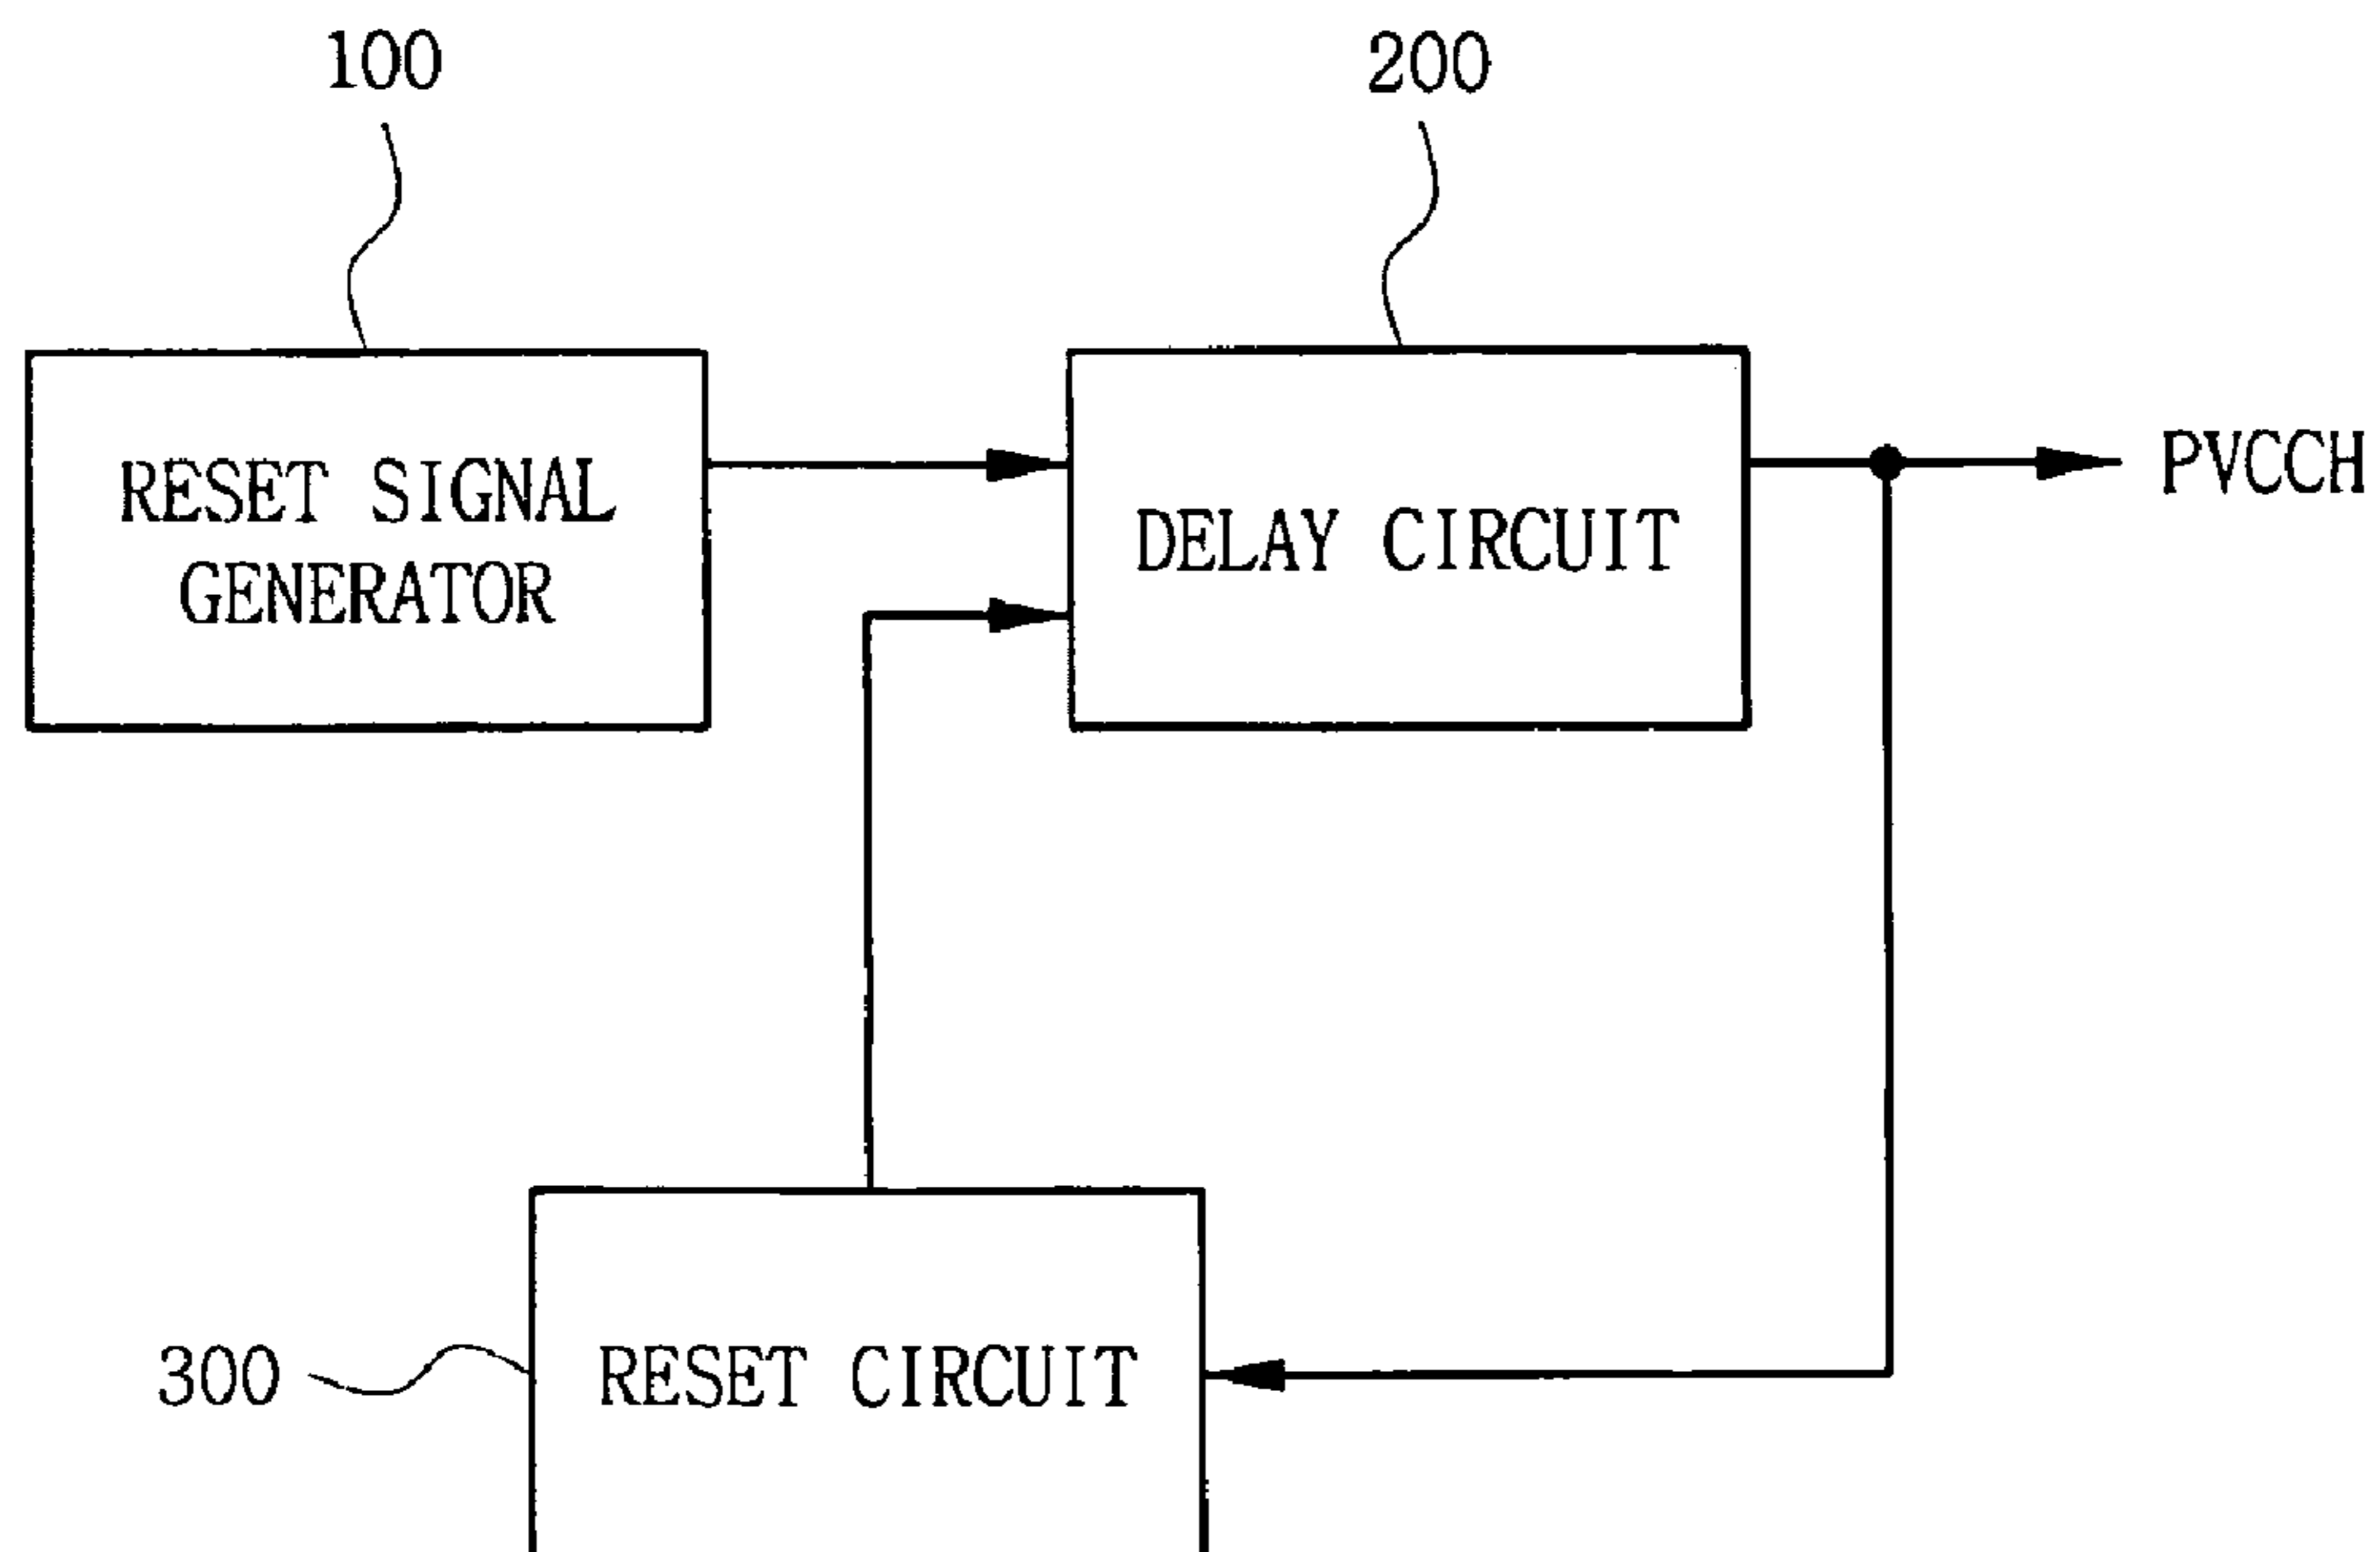 100
200
RESET SIGNAL
GENERATOR
DELAY CIRCUIT
PVCCH
300
RESET CIRCUIT